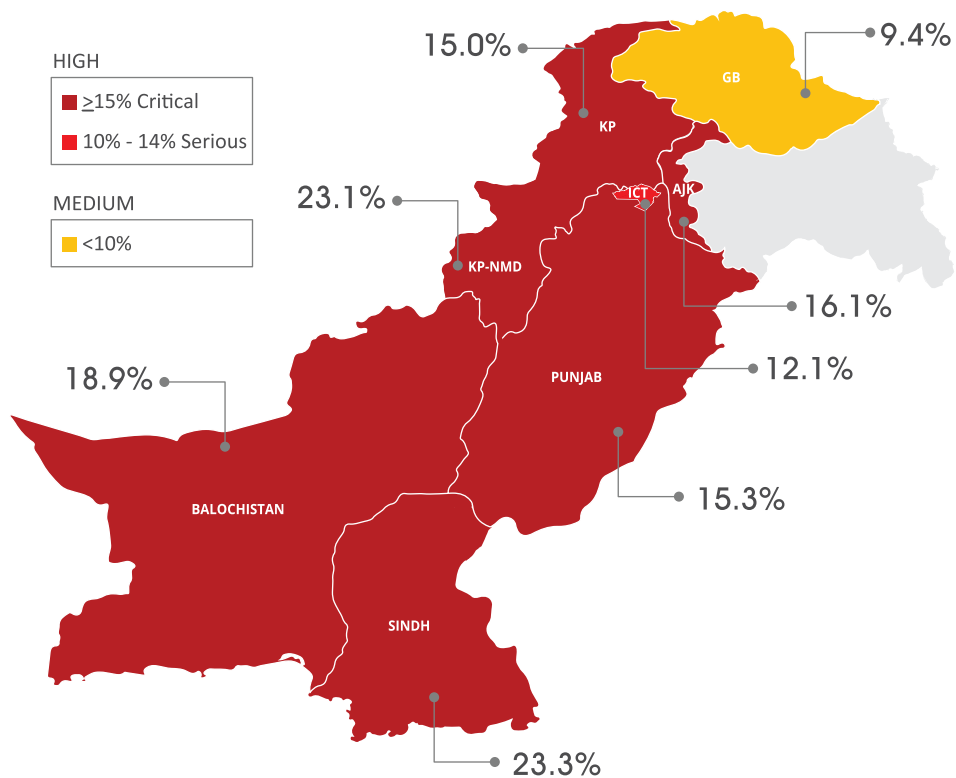 HIGH
≥15% Critical
10% - 14% Serious
MEDIUM
<10%
15.0%
9.4%
GB
KP
23.1%
ICT
AJK
KP-NMD
16.1%
12.1%
18.9%
PUNJAB
15.3%
BALOCHISTAN
SINDH
23.3%